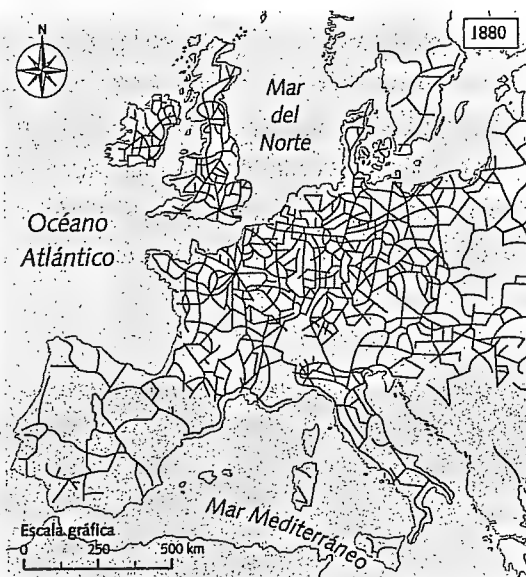 N
1880
Mar
del
Norte
Océano
Atlántico
Mar Mediterráneo
Escala gráfica
0 250 500 km